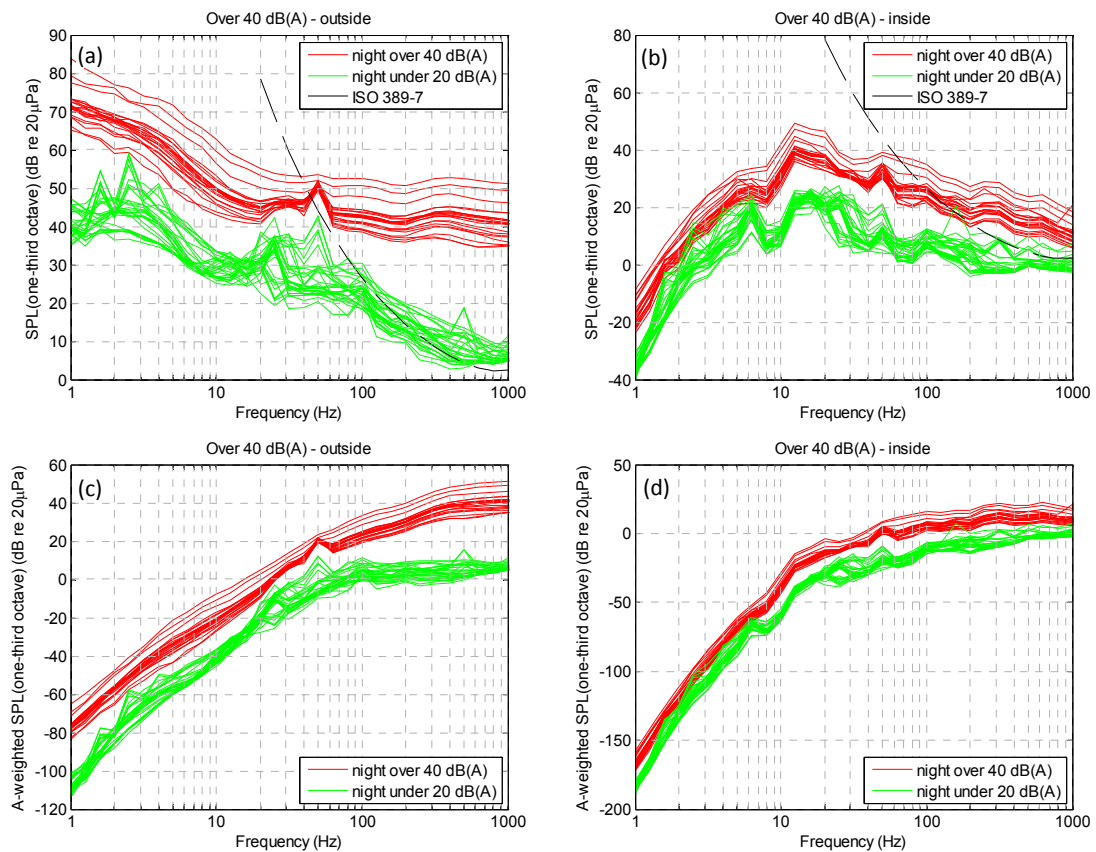 Over 40 dB(A) - outside
(a)
night over 40 dB(A)
night under 20 dB(A)
ISO 389-7
90
80
70
60
50
40
30
20
10
0
SPL(one-third octave) (dB re 20µPa)
1
10
100
1000
Frequency (Hz)
Over 40 dB(A) - inside
(b)
night over 40 dB(A)
night under 20 dB(A)
ISO 389-7
80
60
40
20
0
-20
-40
SPL(one-third octave) (dB re 20µPa)
1
10
100
1000
Frequency (Hz)
Over 40 dB(A) - outside
(c)
60
40
20
0
-20
-40
-60
-80
-100
-120
A-weighted SPL(one-third octave) (dB re 20µPa)
night over 40 dB(A)
night under 20 dB(A)
1
10
100
1000
Frequency (Hz)
Over 40 dB(A) - inside
(d)
50
0
-50
-100
-150
-200
A-weighted SPL(one-third octave) (dB re 20µPa)
night over 40 dB(A)
night under 20 dB(A)
1
10
100
1000
Frequency (Hz)